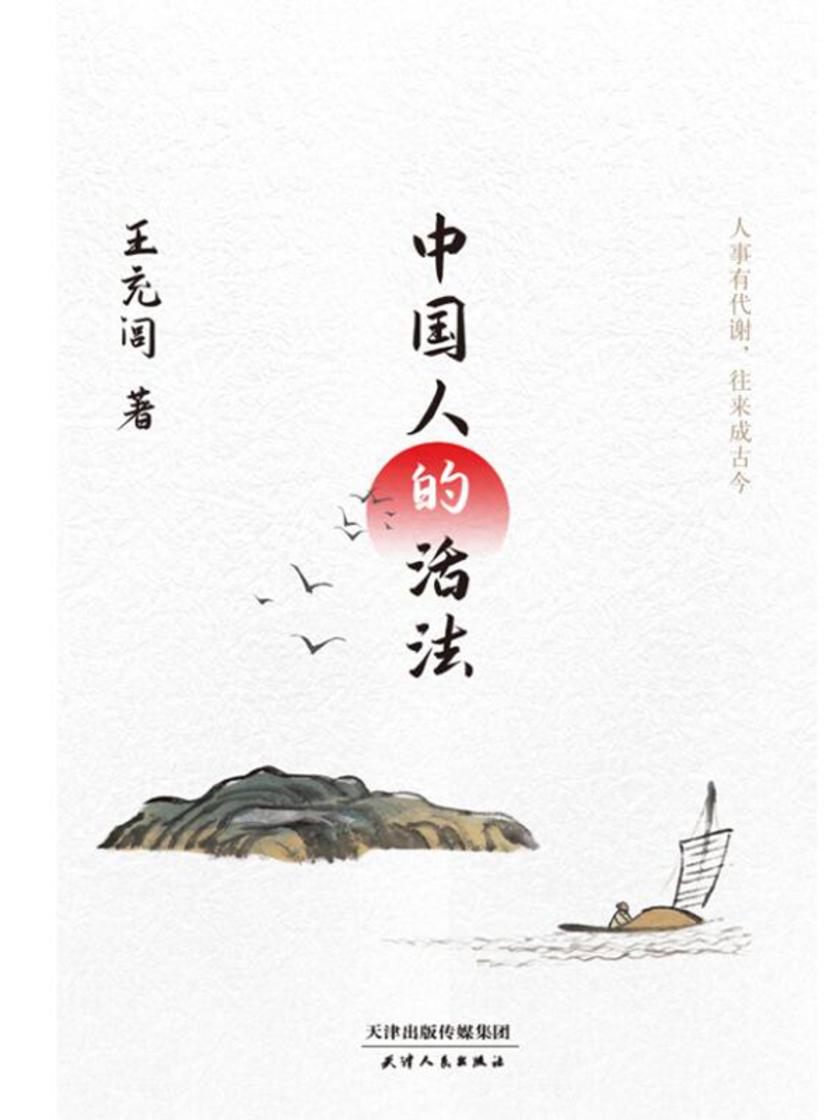 人事有代谢，往来成古今
中国人的活法
王充闾 著
天津出版传媒集团
天津人民出版社